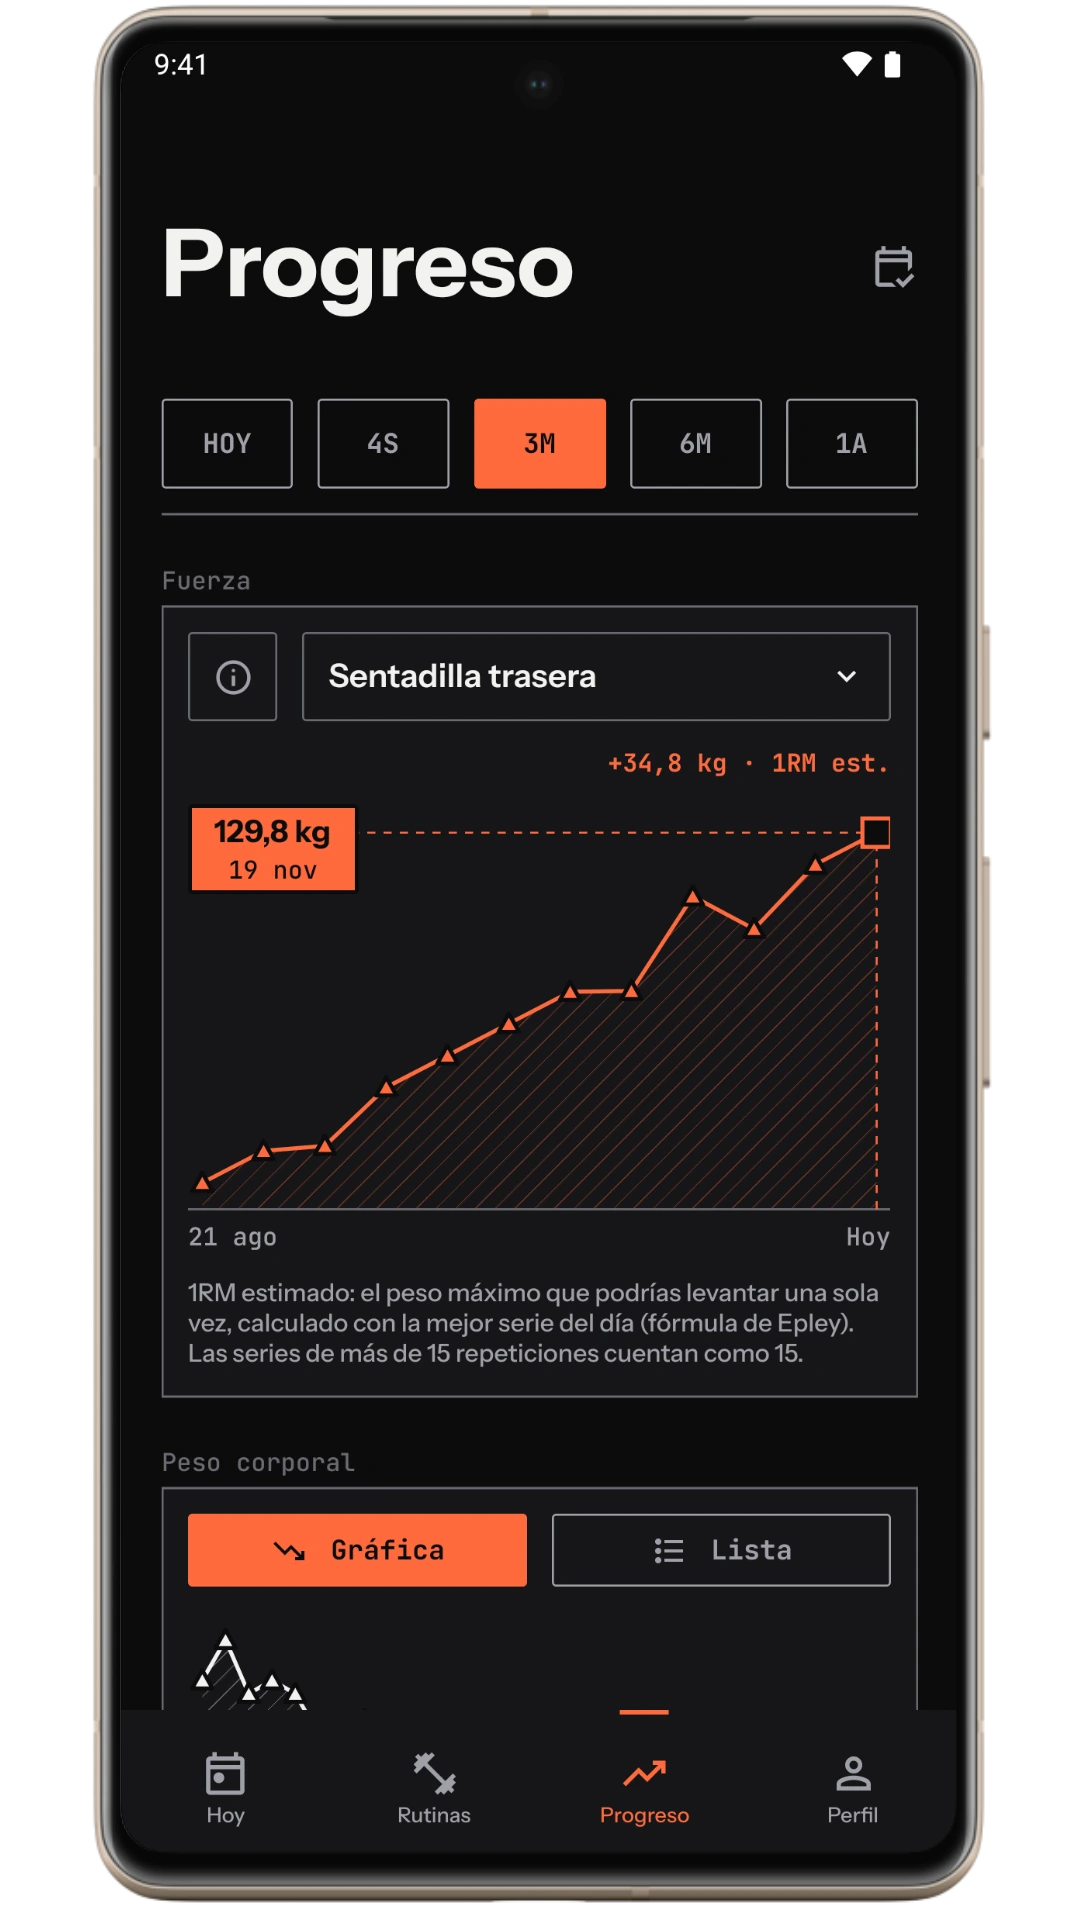 9:41
Progreso
HOY
4S
3M
6M
1A
Fuerza
Sentadilla trasera
+34,8 kg · 1RM est.
129,8 kg
19 nov
21 ago
Hoy
1RM estimado: el peso máximo que podrías levantar una sola
vez, calculado con la mejor serie del día (fórmula de Epley).
Las series de más de 15 repeticiones cuentan como 15.
Peso corporal
Gráfica
Lista
Hoy
Rutinas
Progreso
Perfil